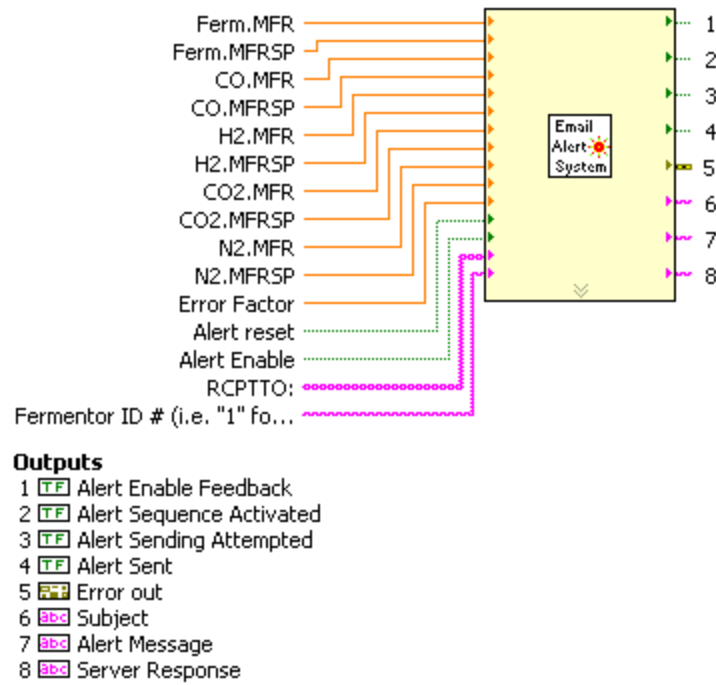 Ferm.MFR
Ferm.MFRSP
CO.MFR
CO.MFRSP
H2.MFR
H2.MFRSP
CO2.MFR
CO2.MFRSP
N2.MFR
N2.MFRSP
Error Factor
Alert reset
Alert Enable
RCPTTO:
Fermentor ID # (i.e. "1" fo...
Email
Alert
System
1
2
3
4
5
6
7
8
Outputs
1 TF Alert Enable Feedback
2 TF Alert Sequence Activated
3 TF Alert Sending Attempted
4 TF Alert Sent
5 Error out
6 abc Subject
7 abc Alert Message
8 abc Server Response